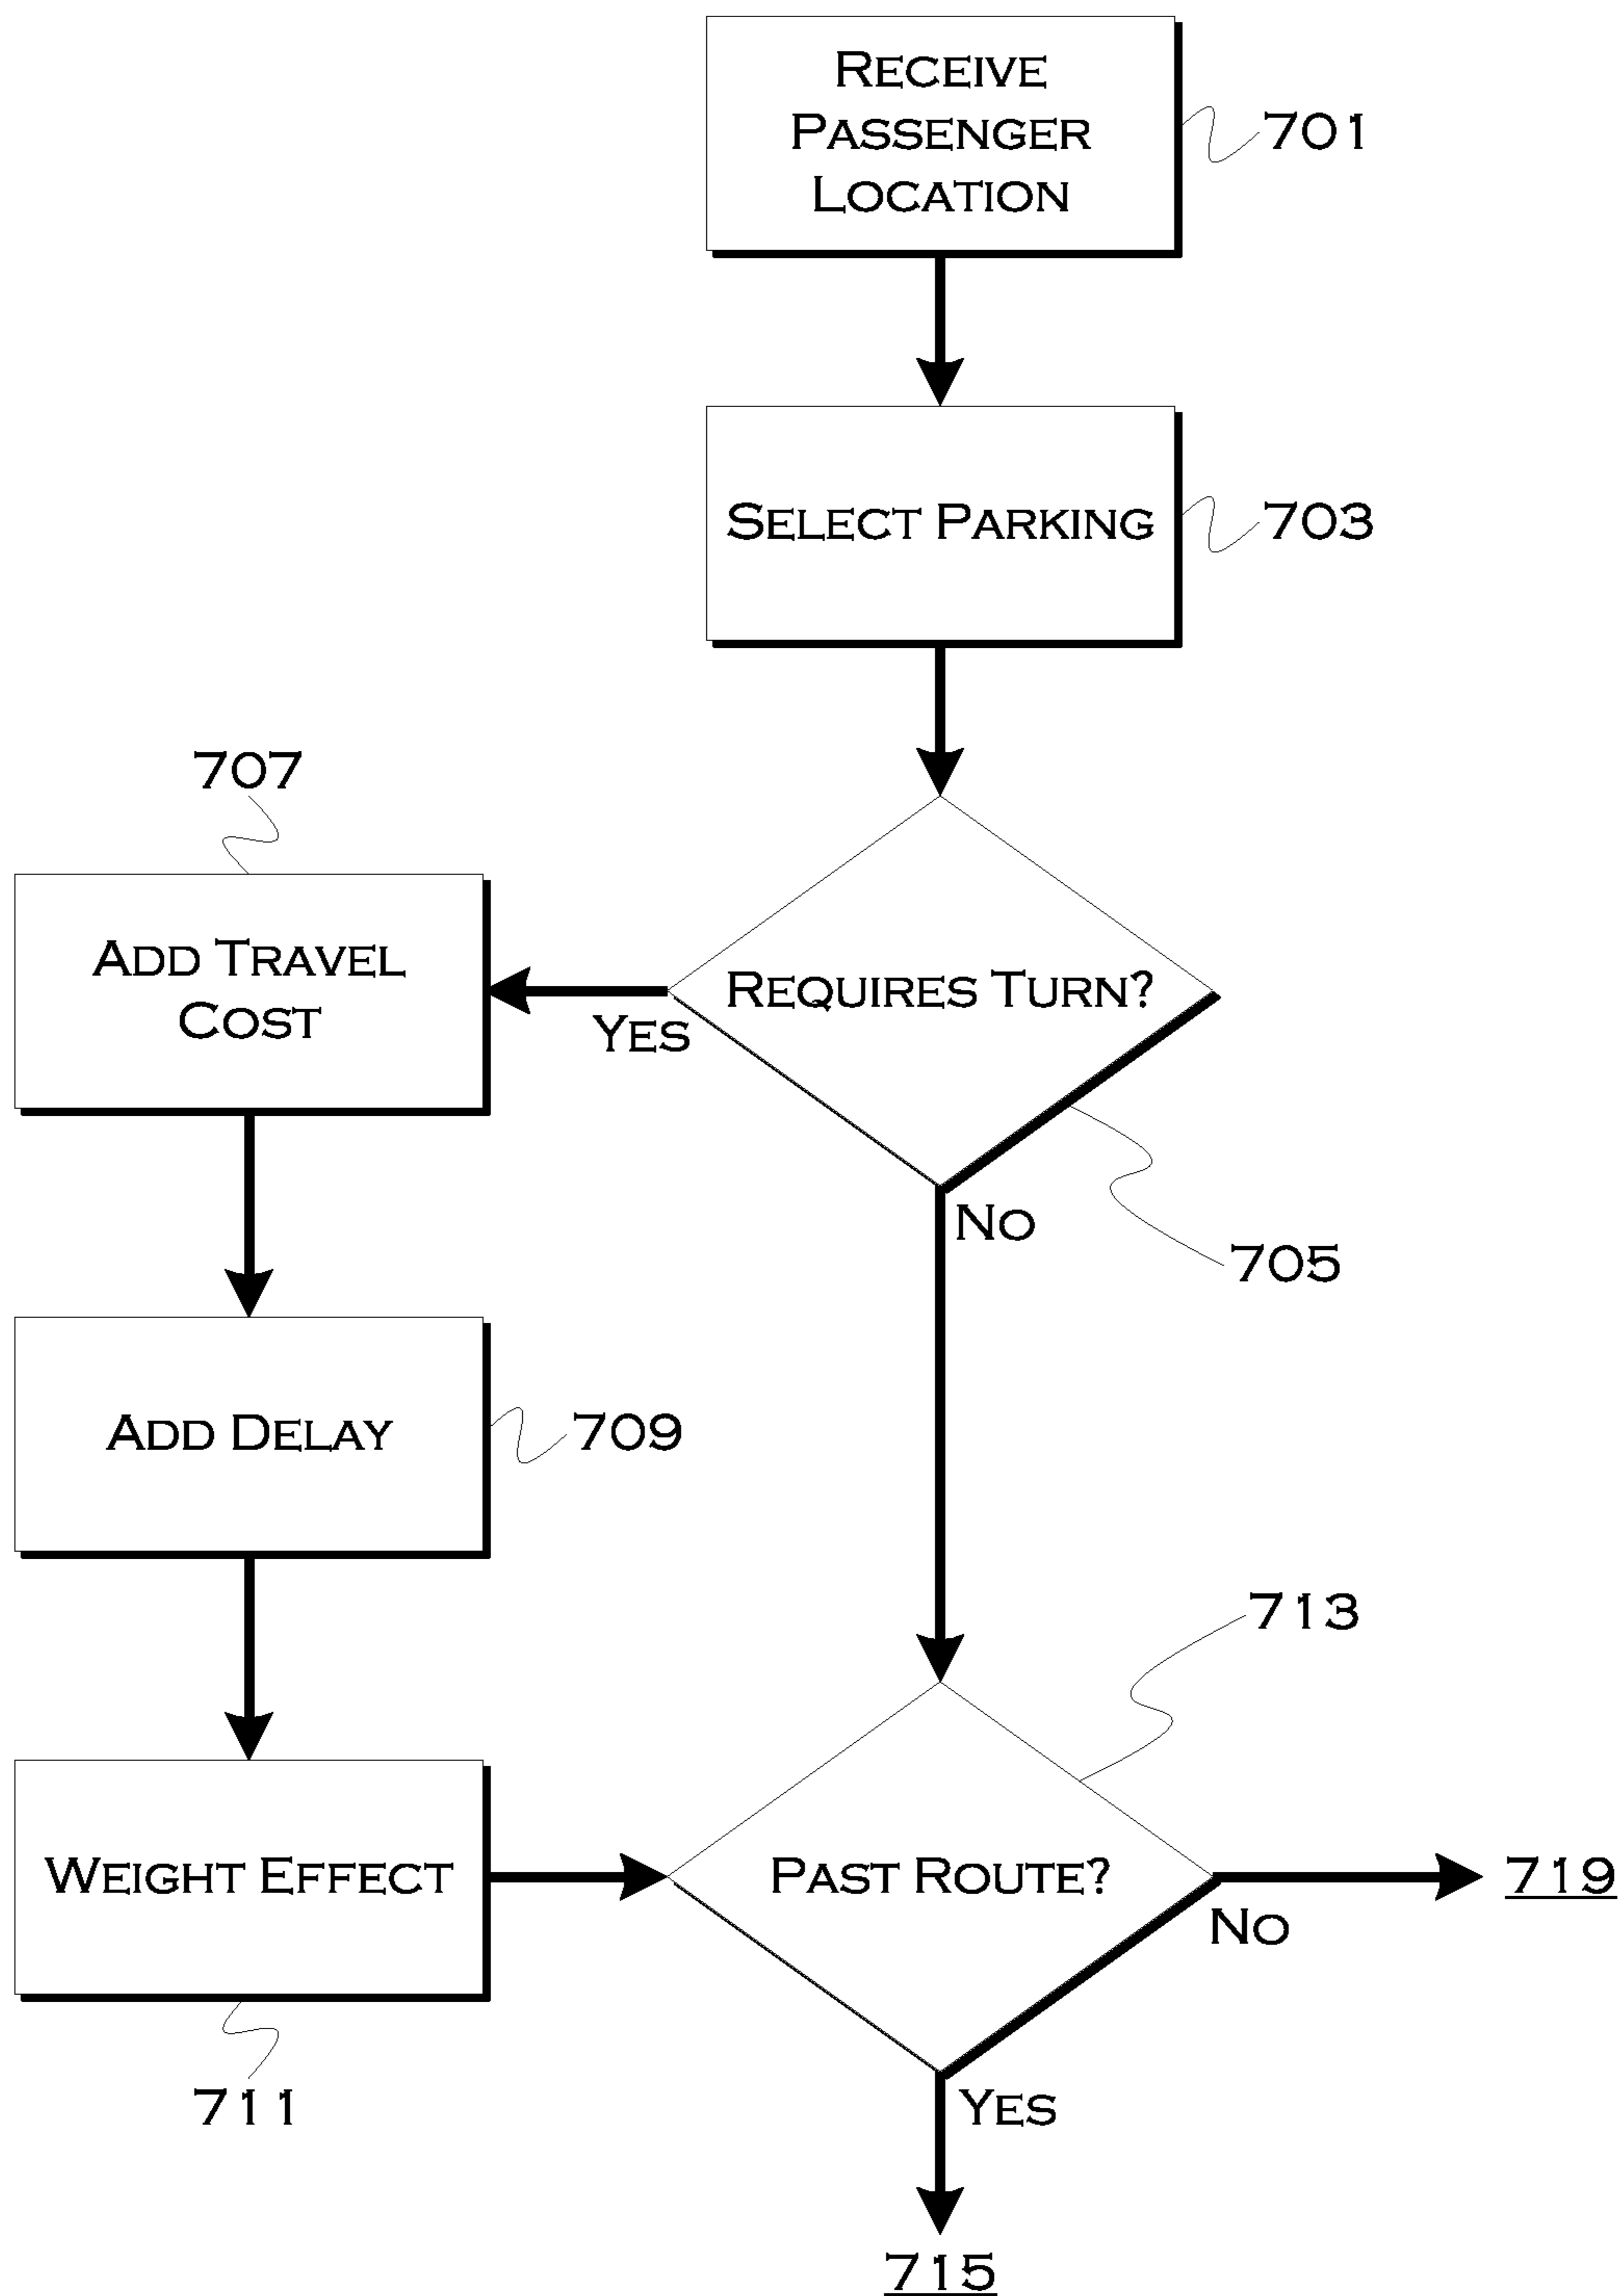 RECEIVE
PASSENGER
LOCATION
701
SELECT PARKING
703
707
ADD TRAVEL
COST
REQUIRES TURN?
YES
NO
705
ADD DELAY
709
713
WEIGHT EFFECT
PAST ROUTE?
719
NO
711
YES
715